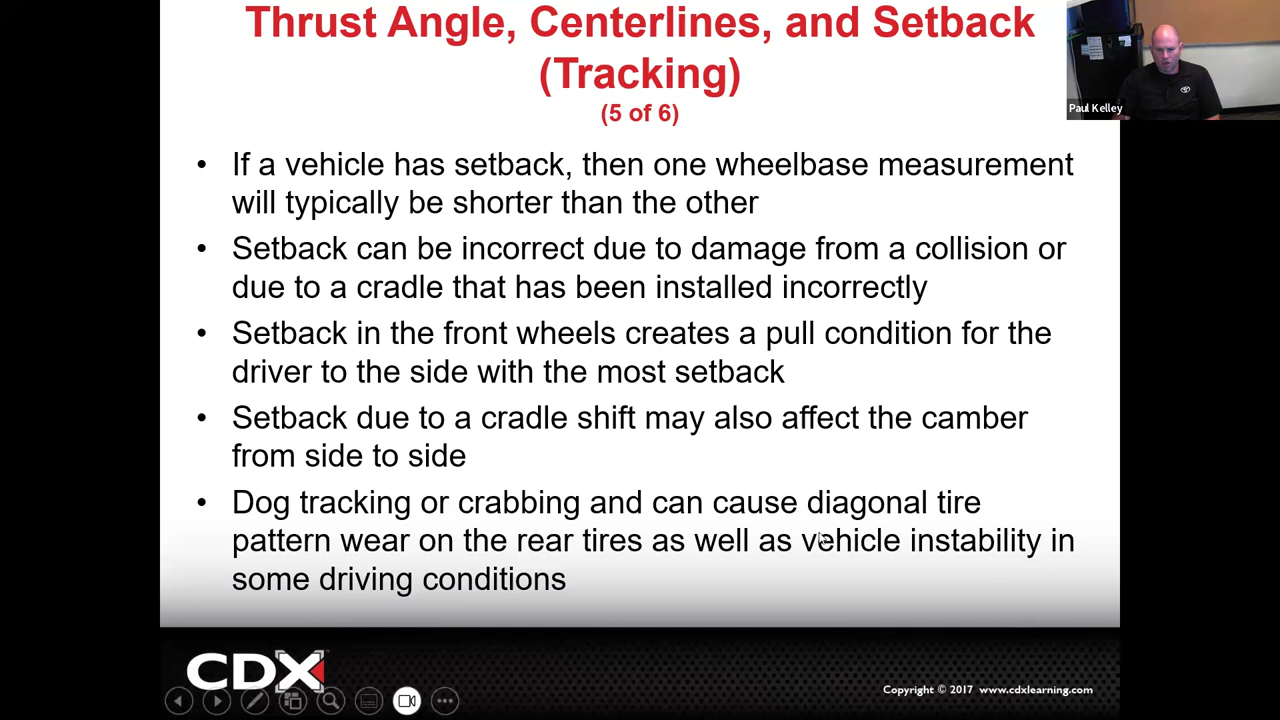 Thrust Angle, Centerlines, and Setback
(Tracking)
(5 of 6)
Paul Kelley
• If a vehicle has setback, then one wheelbase measurement
will typically be shorter than the other
• Setback can be incorrect due to damage from a collision or
due to a cradle that has been installed incorrectly
• Setback in the front wheels creates a pull condition for the
driver to the side with the most setback
• Setback due to a cradle shift may also affect the camber
from side to side
• Dog tracking or crabbing and can cause diagonal tire
pattern wear on the rear tires as well as vehicle instability in
some driving conditions
CDX
Copyright © 2017 www.cdxlearning.com